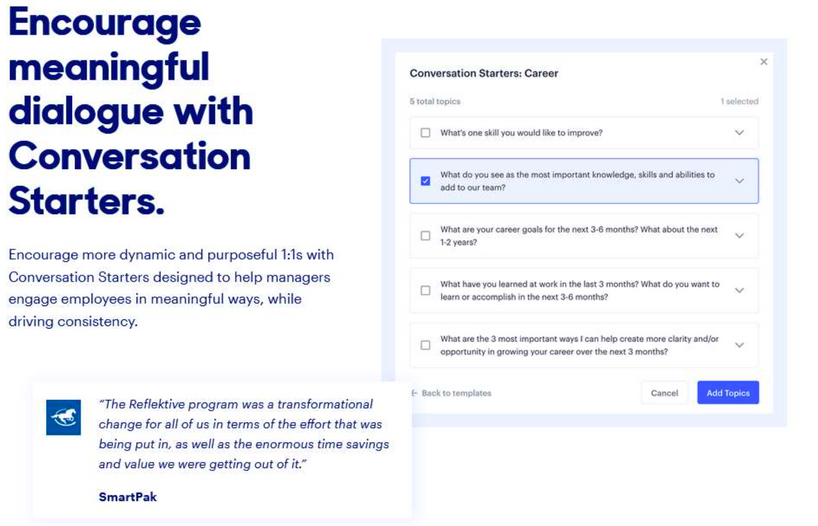 Encourage
meaningful
dialogue with
Conversation
Starters.
Encourage more dynamic and purposeful 1:1s with
Conversation Starters designed to help managers
engage employees in meaningful ways, while
driving consistency.
Conversation Starters: Career
5 total topics
1 selected
What's one skill you would like to improve?
What do you see as the most important knowledge, skills and abilities to
add to our team?
What are your career goals for the next 3-6 months? What about the next
1-2 years?
What have you learned at work in the last 3 months? What do you want to
learn or accomplish in the next 3-6 months?
What are the 3 most important ways I can help create more clarity and/or
opportunity in growing your career over the next 3 months?
Back to templates
Cancel
Add Topics
“The Reflektive program was a transformational
change for all of us in terms of the effort that was
being put in, as well as the enormous time savings
and value we were getting out of it.”
SmartPak